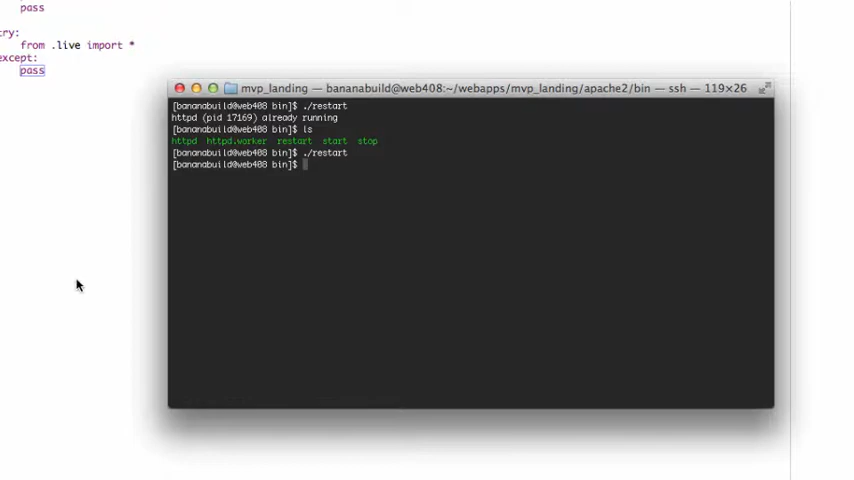 pass
ry:
from .live import *
except:
pass
mvp_landing — bananabuild@web408:~/webapps/mvp_landing/apache2/bin — ssh — 119×26
[bananabuild@web408 bin]$ ./restart
httpd (pid 17169) already running
[bananabuild@web408 bin]$ ls
httpd httpd.worker restart start stop
[bananabuild@web408 bin]$ ./restart
[bananabuild@web408 bin]$